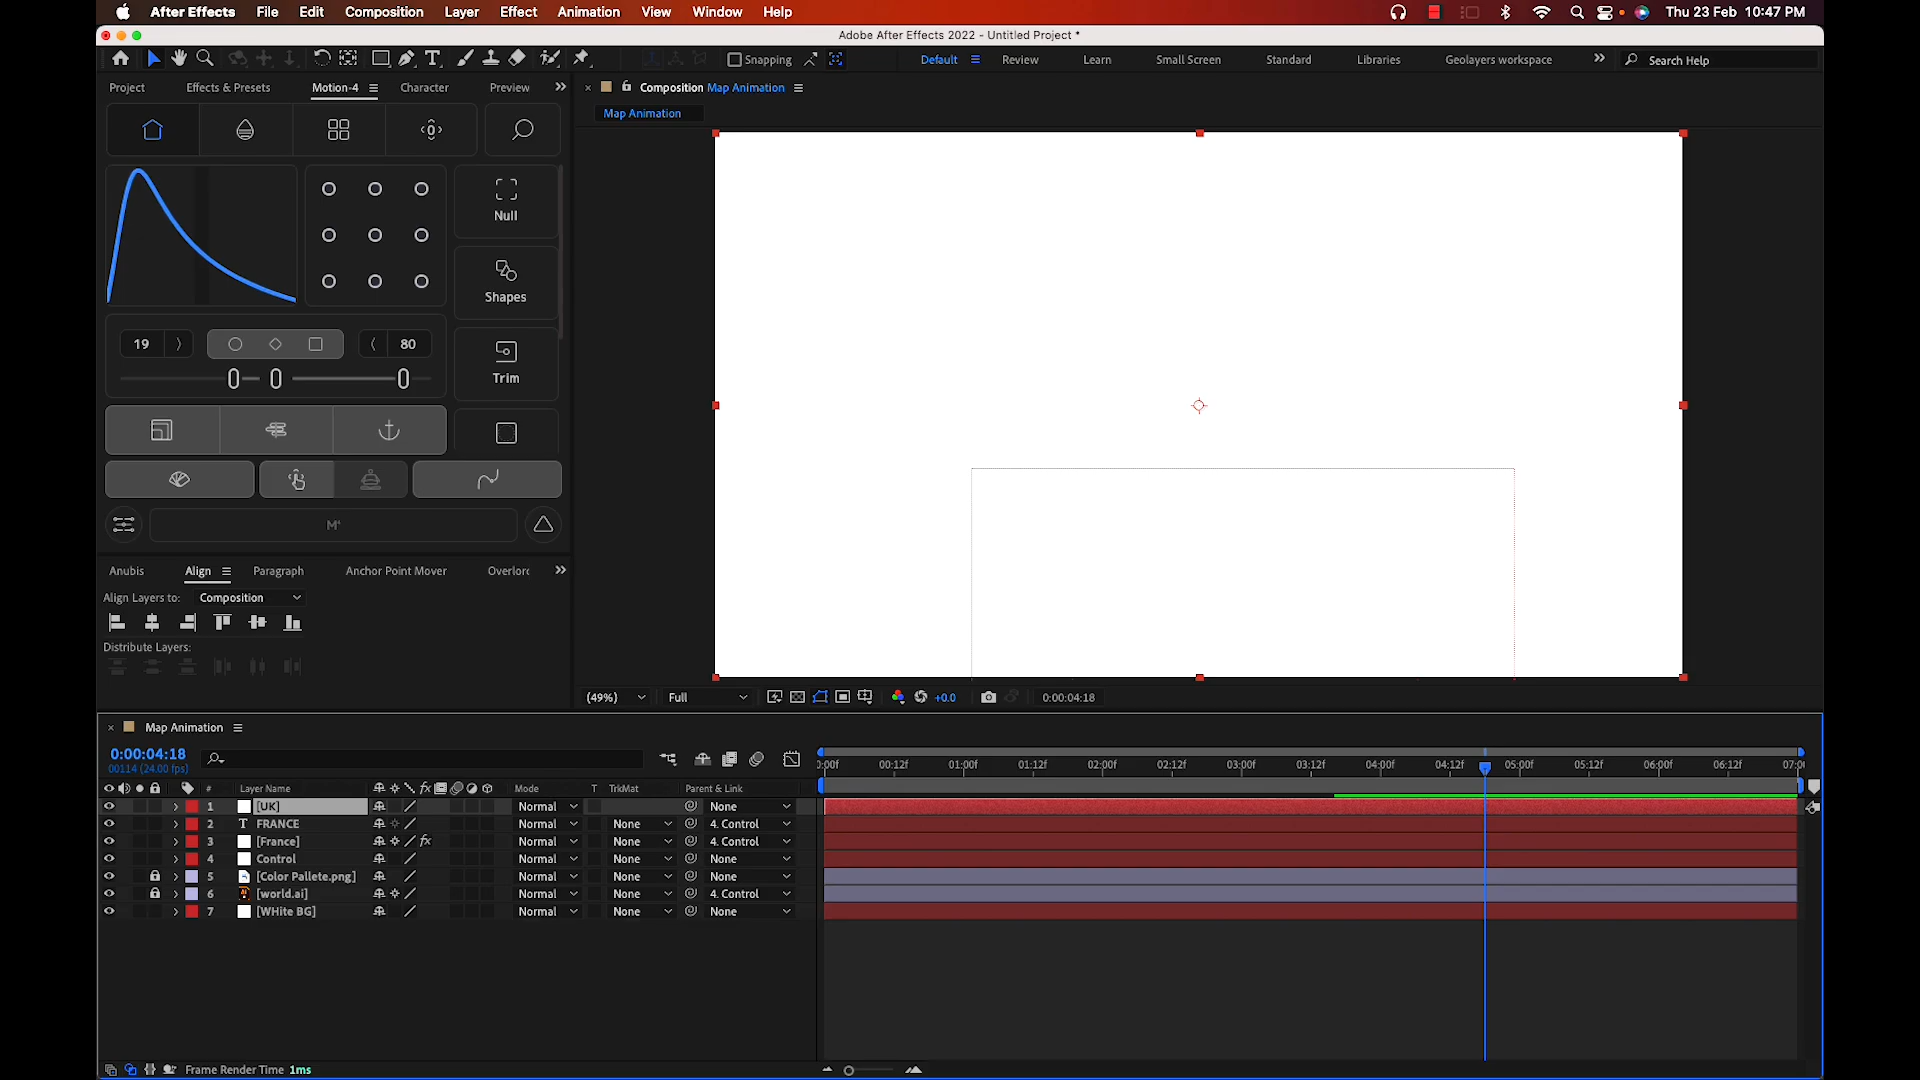 After Effects File Edit Composition Layer Effect Animation View Window Help Thu 23 Feb 10:47 PM
Adobe After Effects 2022 - Untitled Project *
Snapping Default Review Learn Small Screen Standard Libraries Geolayers workspace Search Help
Project Effects & Presets Motion-4 Character Preview
Composition Map Animation
Map Animation
Null
Shapes
19 80
Trim
Anubis Align Paragraph Anchor Point Mover Overlorc
Align Layers to: Composition
Distribute Layers:
(49%) Full +0.0 0:00:04:18
Map Animation
0:00:04:18
00114 (24.00 fps)
0:00f 00:12f 01:00f 01:12f 02:00f 02:12f 03:00f 03:12f 04:00f 04:12f 05:00f 05:12f 06:00f 06:12f 07:00
# Layer Name Mode T TrkMat Parent & Link
1 [UK] Normal None
2 T FRANCE Normal None 4. Control
3 [France] fx Normal None 4. Control
4 Control Normal None None
5 [Color Pallete.png] Normal None None
6 [world.ai] Normal None 4. Control
7 [WHite BG] Normal None None
Frame Render Time 1ms